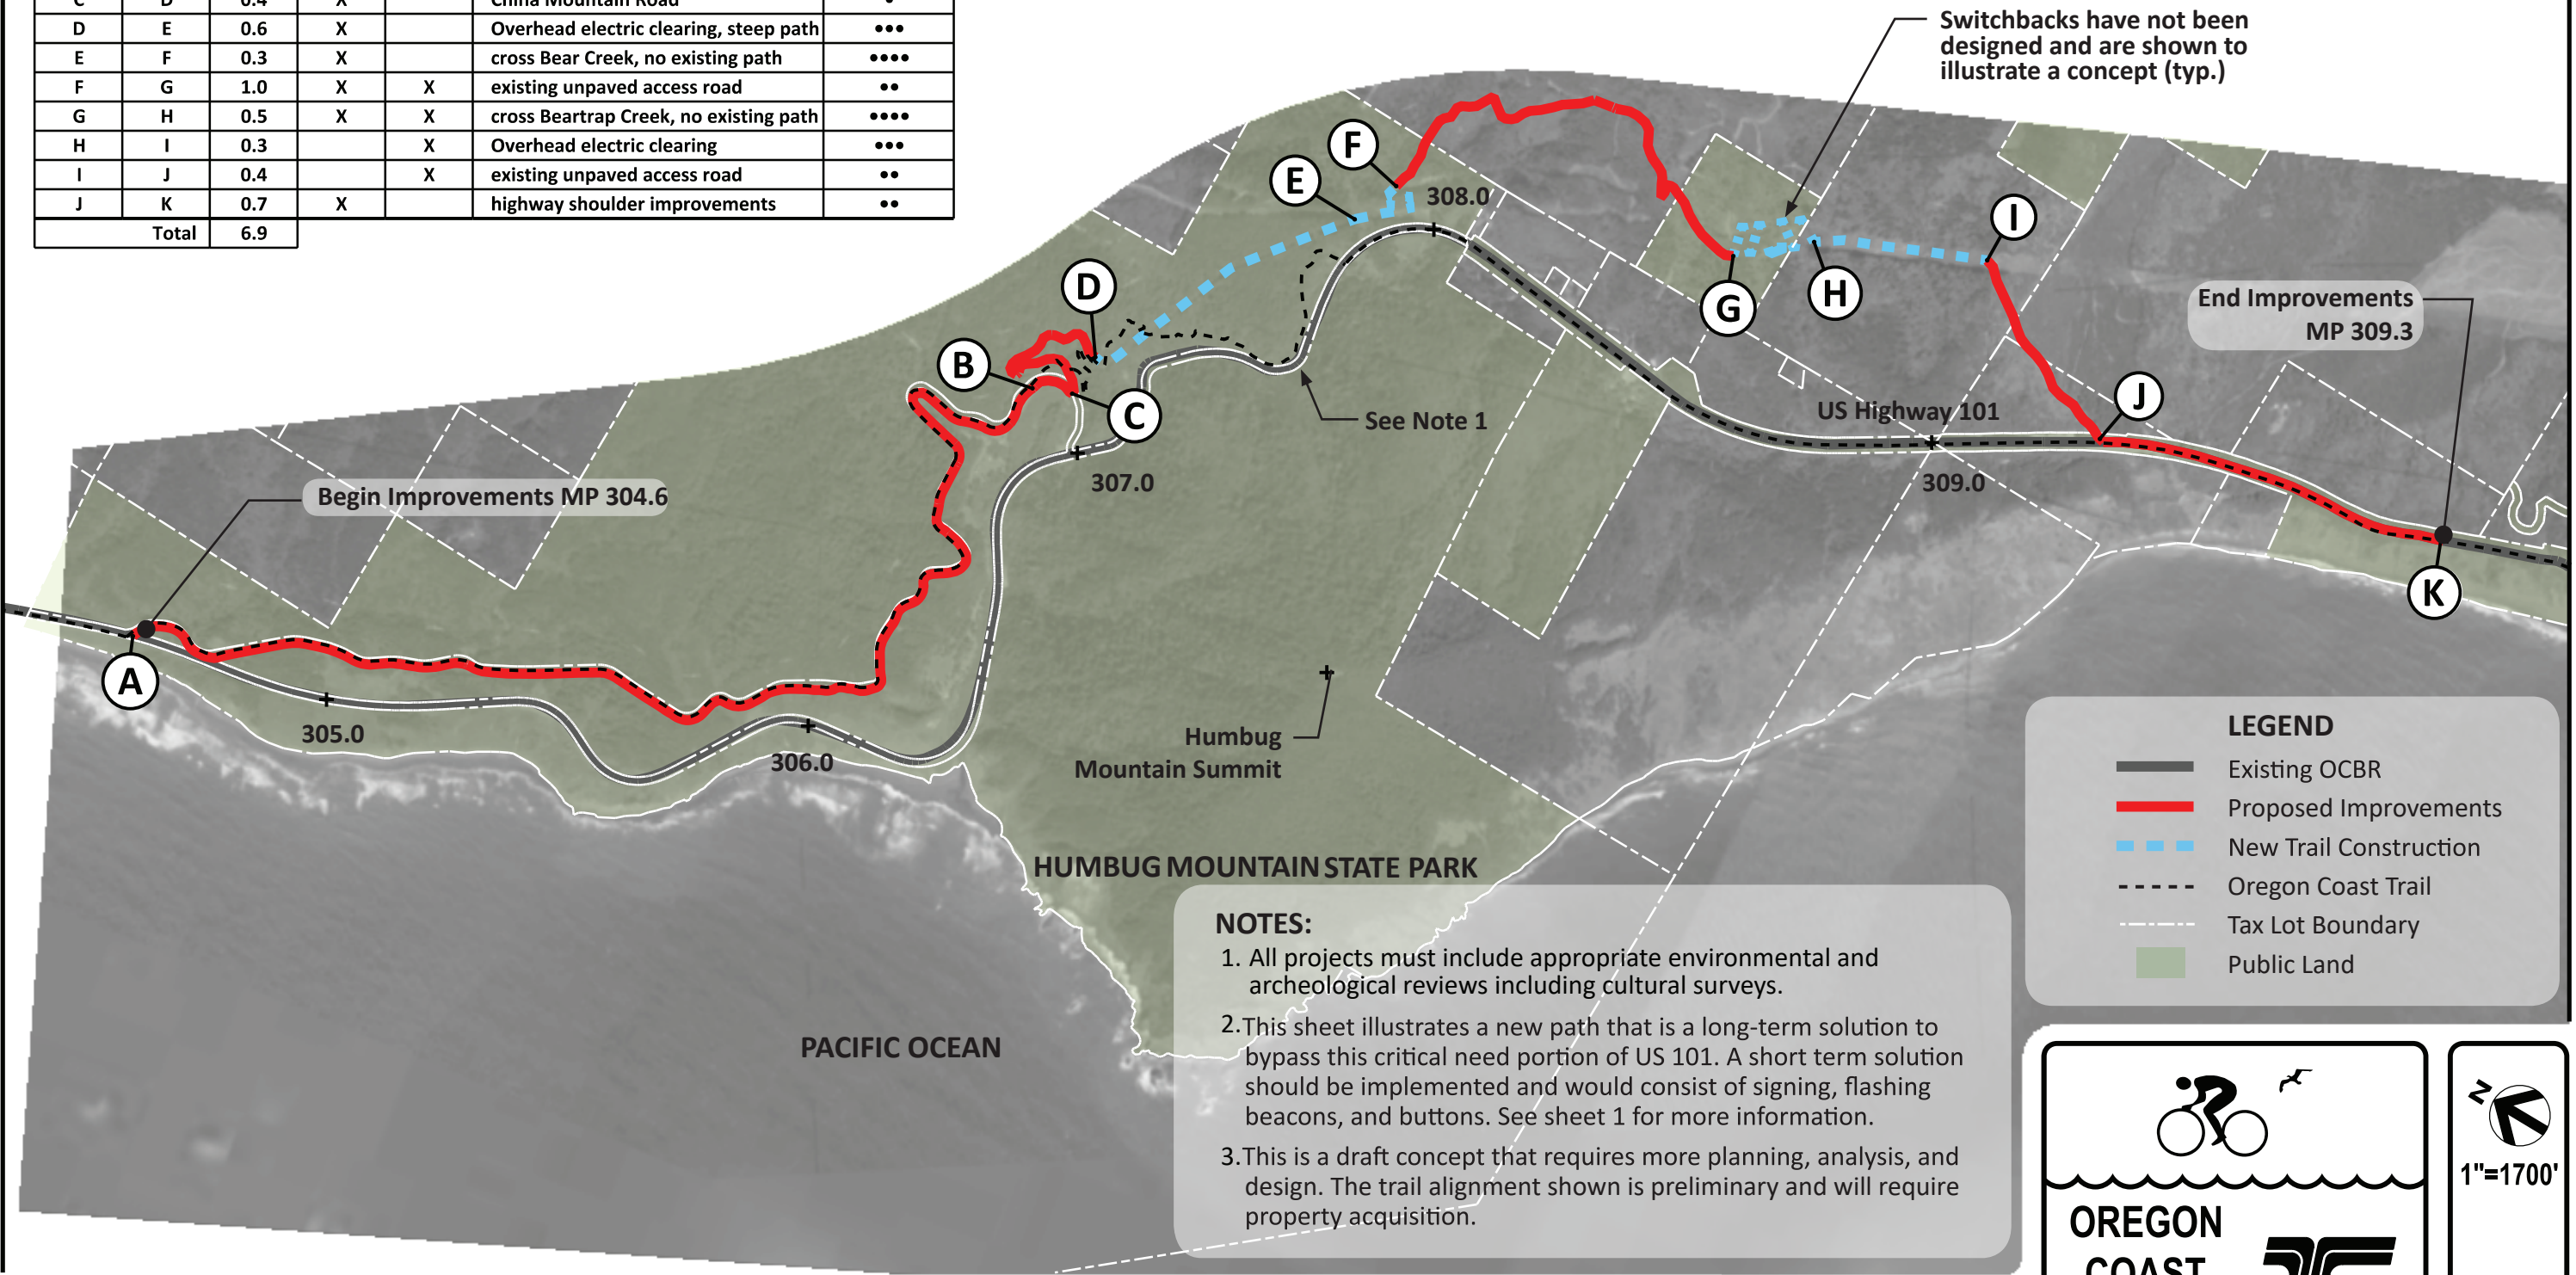 C D 0.4 X China Mountain Road •
D E 0.6 X Overhead electric clearing, steep path •••
E F 0.3 X cross Bear Creek, no existing path ••••
F G 1.0 X X existing unpaved access road ••
G H 0.5 X X cross Beartrap Creek, no existing path ••••
H I 0.3 X Overhead electric clearing •••
I J 0.4 X existing unpaved access road ••
J K 0.7 X highway shoulder improvements ••
Total 6.9
Switchbacks have not been
designed and are shown to
illustrate a concept (typ.)
F
E
308.0
I
D
G
H
End Improvements
MP 309.3
B
C
See Note 1
US Highway 101
J
307.0
309.0
Begin Improvements MP 304.6
K
A
305.0
306.0
Humbug
Mountain Summit
HUMBUG MOUNTAIN STATE PARK
PACIFIC OCEAN
LEGEND
Existing OCBR
Proposed Improvements
New Trail Construction
Oregon Coast Trail
Tax Lot Boundary
Public Land
NOTES:
1. All projects must include appropriate environmental and
archeological reviews including cultural surveys.
2.This sheet illustrates a new path that is a long-term solution to
bypass this critical need portion of US 101. A short term solution
should be implemented and would consist of signing, flashing
beacons, and buttons. See sheet 1 for more information.
3.This is a draft concept that requires more planning, analysis, and
design. The trail alignment shown is preliminary and will require
property acquisition.
N
1"=1700'
OREGON
COAST